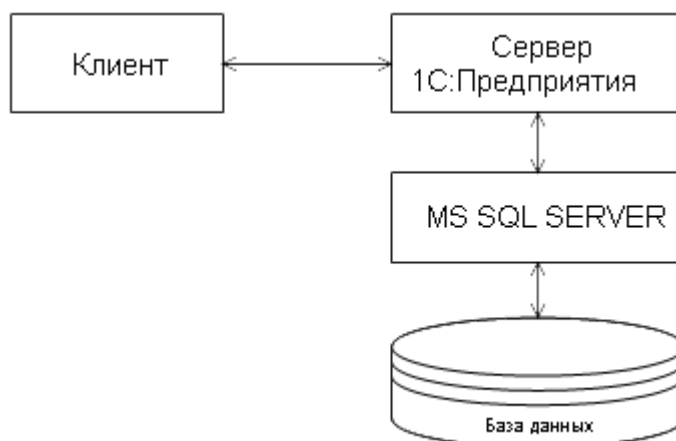 Клиент
Сервер
1С:Предприятия
MS SQL SERVER
База данных